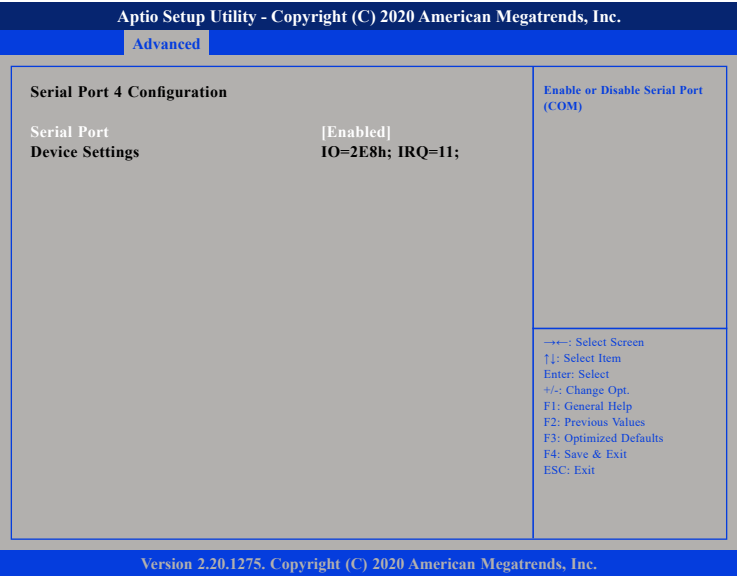 Aptio Setup Utility - Copyright (C) 2020 American Megatrends, Inc.
Advanced
Serial Port 4 Configuration
Serial Port [Enabled]
Device Settings IO=2E8h; IRQ=11;
Enable or Disable Serial Port
(COM)
→←: Select Screen
↑↓: Select Item
Enter: Select
+/-: Change Opt.
F1: General Help
F2: Previous Values
F3: Optimized Defaults
F4: Save & Exit
ESC: Exit
Version 2.20.1275. Copyright (C) 2020 American Megatrends, Inc.